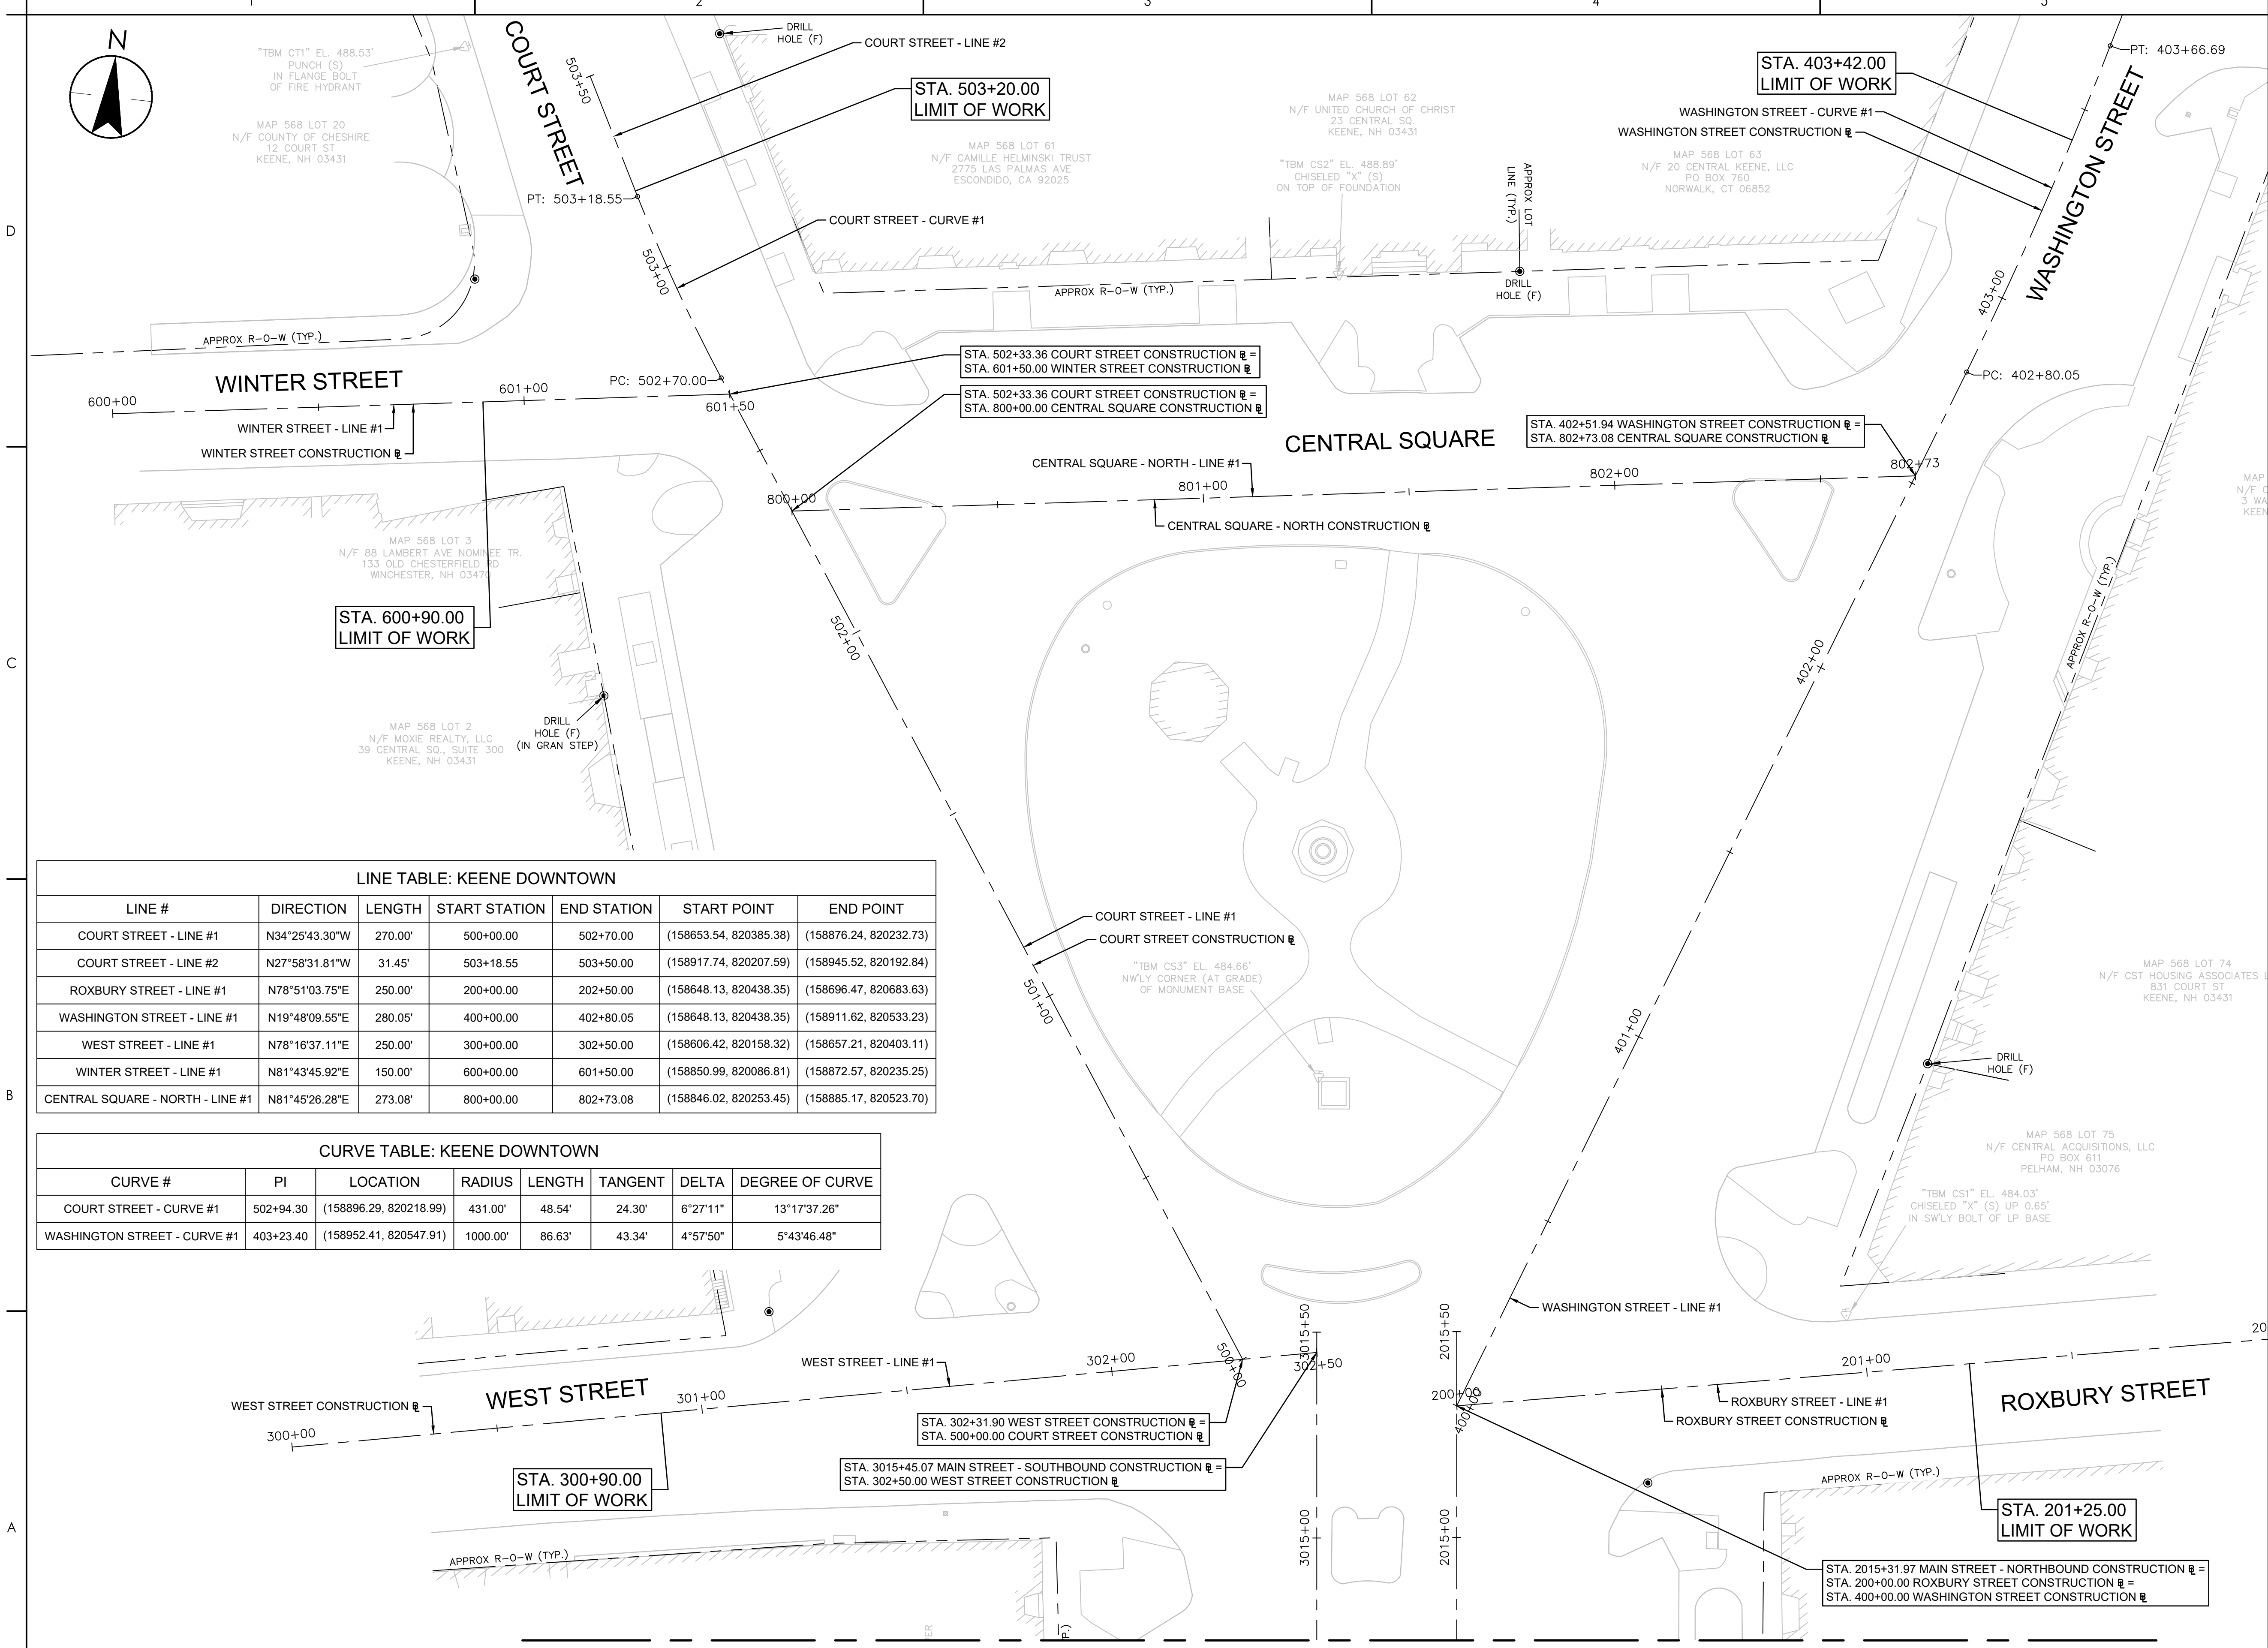 1
2
3
4
5
D
C
B
A
N
"TBM CT1" EL. 488.53'
PUNCH (S)
IN FLANGE BOLT
OF FIRE HYDRANT
MAP 568 LOT 20
N/F COUNTY OF CHESHIRE
12 COURT ST
KEENE, NH 03431
COURT STREET
503+50
DRILL
HOLE (F)
COURT STREET - LINE #2
STA. 503+20.00
LIMIT OF WORK
MAP 568 LOT 61
N/F CAMILLE HELMINSKI TRUST
2775 LAS PALMAS AVE
ESCONDIDO, CA 92025
MAP 568 LOT 62
N/F UNITED CHURCH OF CHRIST
23 CENTRAL SQ.
KEENE, NH 03431
"TBM CS2" EL. 488.89'
CHISELED "X" (S)
ON TOP OF FOUNDATION
APPROX LOT
LINE (TYP.)
STA. 403+42.00
LIMIT OF WORK
PT: 403+66.69
WASHINGTON STREET - CURVE #1
WASHINGTON STREET CONSTRUCTION ⅊
MAP 568 LOT 63
N/F 20 CENTRAL KEENE, LLC
PO BOX 760
NORWALK, CT 06852
WASHINGTON STREET
PT: 503+18.55
COURT STREET - CURVE #1
503+00
APPROX R-O-W (TYP.)
DRILL
HOLE (F)
403+00
APPROX R-O-W (TYP.)
WINTER STREET
600+00
601+00
PC: 502+70.00
601+50
STA. 502+33.36 COURT STREET CONSTRUCTION ⅊ =
STA. 601+50.00 WINTER STREET CONSTRUCTION ⅊
STA. 502+33.36 COURT STREET CONSTRUCTION ⅊ =
STA. 800+00.00 CENTRAL SQUARE CONSTRUCTION ⅊
PC: 402+80.05
WINTER STREET - LINE #1
WINTER STREET CONSTRUCTION ⅊
CENTRAL SQUARE
STA. 402+51.94 WASHINGTON STREET CONSTRUCTION ⅊ =
STA. 802+73.08 CENTRAL SQUARE CONSTRUCTION ⅊
CENTRAL SQUARE - NORTH - LINE #1
800+00
801+00
802+00
802+73
CENTRAL SQUARE - NORTH CONSTRUCTION ⅊
MAP
N/F C
3 WA
KEEN
MAP 568 LOT 3
N/F 88 LAMBERT AVE NOMINEE TR.
133 OLD CHESTERFIELD RD
WINCHESTER, NH 03470
STA. 600+90.00
LIMIT OF WORK
502+00
402+00
APPROX R-O-W (TYP.)
MAP 568 LOT 2
N/F MOXIE REALTY, LLC
39 CENTRAL SQ., SUITE 300
KEENE, NH 03431
DRILL
HOLE (F)
(IN GRAN STEP)
LINE TABLE: KEENE DOWNTOWN
LINE # DIRECTION LENGTH START STATION END STATION START POINT END POINT
COURT STREET - LINE #1 N34°25'43.30"W 270.00' 500+00.00 502+70.00 (158653.54, 820385.38) (158876.24, 820232.73)
COURT STREET - LINE #2 N27°58'31.81"W 31.45' 503+18.55 503+50.00 (158917.74, 820207.59) (158945.52, 820192.84)
ROXBURY STREET - LINE #1 N78°51'03.75"E 250.00' 200+00.00 202+50.00 (158648.13, 820438.35) (158696.47, 820683.63)
WASHINGTON STREET - LINE #1 N19°48'09.55"E 280.05' 400+00.00 402+80.05 (158648.13, 820438.35) (158911.62, 820533.23)
WEST STREET - LINE #1 N78°16'37.11"E 250.00' 300+00.00 302+50.00 (158606.42, 820158.32) (158657.21, 820403.11)
WINTER STREET - LINE #1 N81°43'45.92"E 150.00' 600+00.00 601+50.00 (158850.99, 820086.81) (158872.57, 820235.25)
CENTRAL SQUARE - NORTH - LINE #1 N81°45'26.28"E 273.08' 800+00.00 802+73.08 (158846.02, 820253.45) (158885.17, 820523.70)
CURVE TABLE: KEENE DOWNTOWN
CURVE # PI LOCATION RADIUS LENGTH TANGENT DELTA DEGREE OF CURVE
COURT STREET - CURVE #1 502+94.30 (158896.29, 820218.99) 431.00' 48.54' 24.30' 6°27'11" 13°17'37.26"
WASHINGTON STREET - CURVE #1 403+23.40 (158952.41, 820547.91) 1000.00' 86.63' 43.34' 4°57'50" 5°43'46.48"
COURT STREET - LINE #1
COURT STREET CONSTRUCTION ⅊
"TBM CS3" EL. 484.66'
NW'LY CORNER (AT GRADE)
OF MONUMENT BASE
501+00
401+00
MAP 568 LOT 74
N/F CST HOUSING ASSOCIATES L
831 COURT ST
KEENE, NH 03431
DRILL
HOLE (F)
MAP 568 LOT 75
N/F CENTRAL ACQUISITIONS, LLC
PO BOX 611
PELHAM, NH 03076
"TBM CS1" EL. 484.03'
CHISELED "X" (S) UP 0.65'
IN SW'LY BOLT OF LP BASE
WASHINGTON STREET - LINE #1
WEST STREET - LINE #1
302+00
500+00
3015+50
302+50
2015+50
200+00
400+00
201+00
20
WEST STREET
301+00
WEST STREET CONSTRUCTION ⅊
300+00
ROXBURY STREET - LINE #1
ROXBURY STREET CONSTRUCTION ⅊
ROXBURY STREET
STA. 302+31.90 WEST STREET CONSTRUCTION ⅊ =
STA. 500+00.00 COURT STREET CONSTRUCTION ⅊
STA. 3015+45.07 MAIN STREET - SOUTHBOUND CONSTRUCTION ⅊ =
STA. 302+50.00 WEST STREET CONSTRUCTION ⅊
STA. 300+90.00
LIMIT OF WORK
APPROX R-O-W (TYP.)
STA. 201+25.00
LIMIT OF WORK
3015+00
2015+00
APPROX R-O-W (TYP.)
STA. 2015+31.97 MAIN STREET - NORTHBOUND CONSTRUCTION ⅊ =
STA. 200+00.00 ROXBURY STREET CONSTRUCTION ⅊ =
STA. 400+00.00 WASHINGTON STREET CONSTRUCTION ⅊
P.)